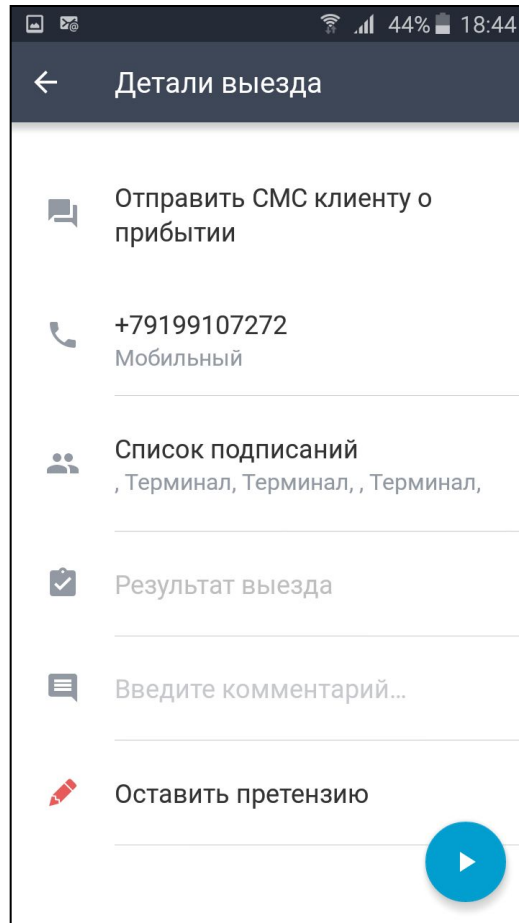 44% 18:44
Детали выезда
Отправить СМС клиенту о
прибытии
+79199107272
Мобильный
Список подписаний
, Терминал, Терминал, , Терминал,
Результат выезда
Введите комментарий...
Оставить претензию